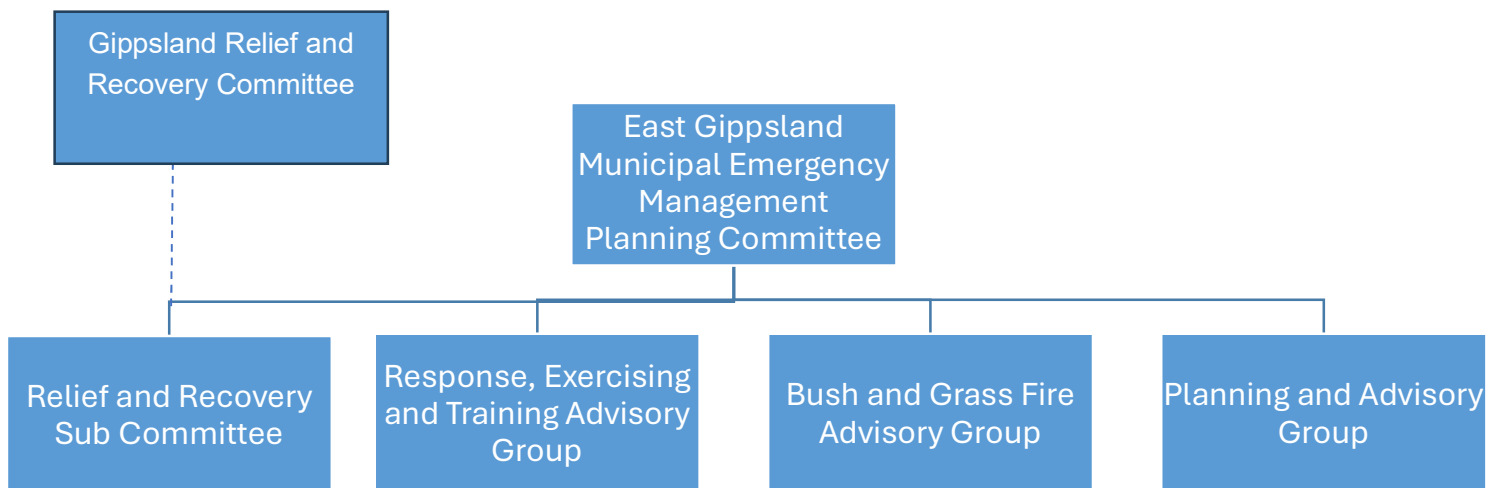 Gippsland Relief and
Recovery Committee
East Gippsland
Municipal Emergency
Management
Planning Committee
Relief and Recovery
Sub Committee
Response, Exercising
and Training Advisory
Group
Bush and Grass Fire
Advisory Group
Planning and Advisory
Group